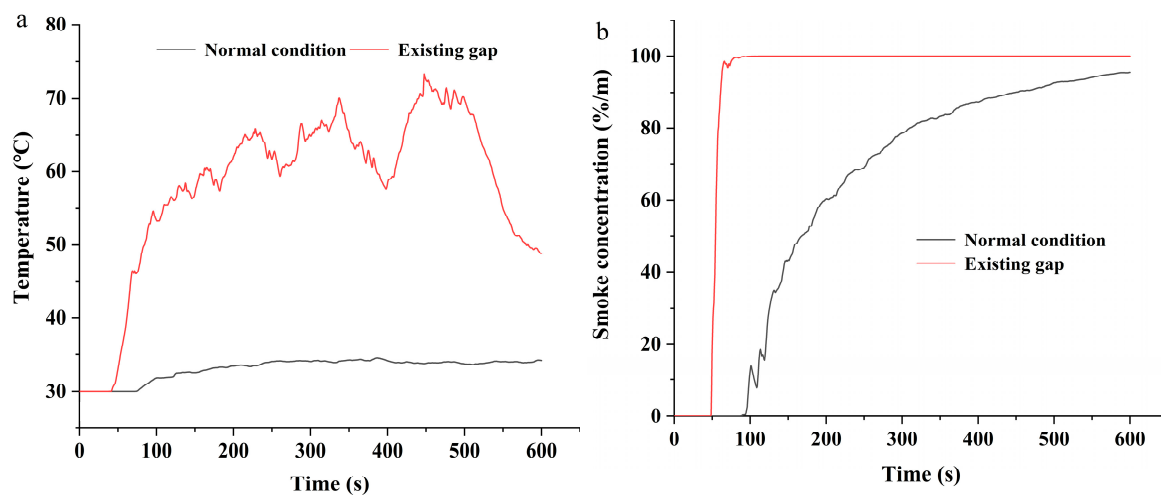 a
80
70
60
50
40
30
0 100 200 300 400 500 600
Temperature (℃)
Time (s)
Normal condition Existing gap
b
100
80
60
40
20
0
0 100 200 300 400 500 600
Smoke concentration (%/m)
Time (s)
Normal condition
Existing gap